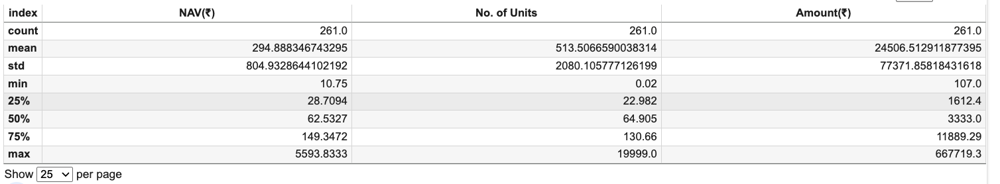 index NAV(₹) No. of Units Amount(₹)
count 261.0 261.0 261.0
mean 294.888346743295 513.5066590038314 24506.512911877395
std 804.9328644102192 2080.105777126199 77371.85818431618
min 10.75 0.02 107.0
25% 28.7094 22.982 1612.4
50% 62.5327 64.905 3333.0
75% 149.3472 130.66 11889.29
max 5593.8333 19999.0 667719.3
Show 25 per page